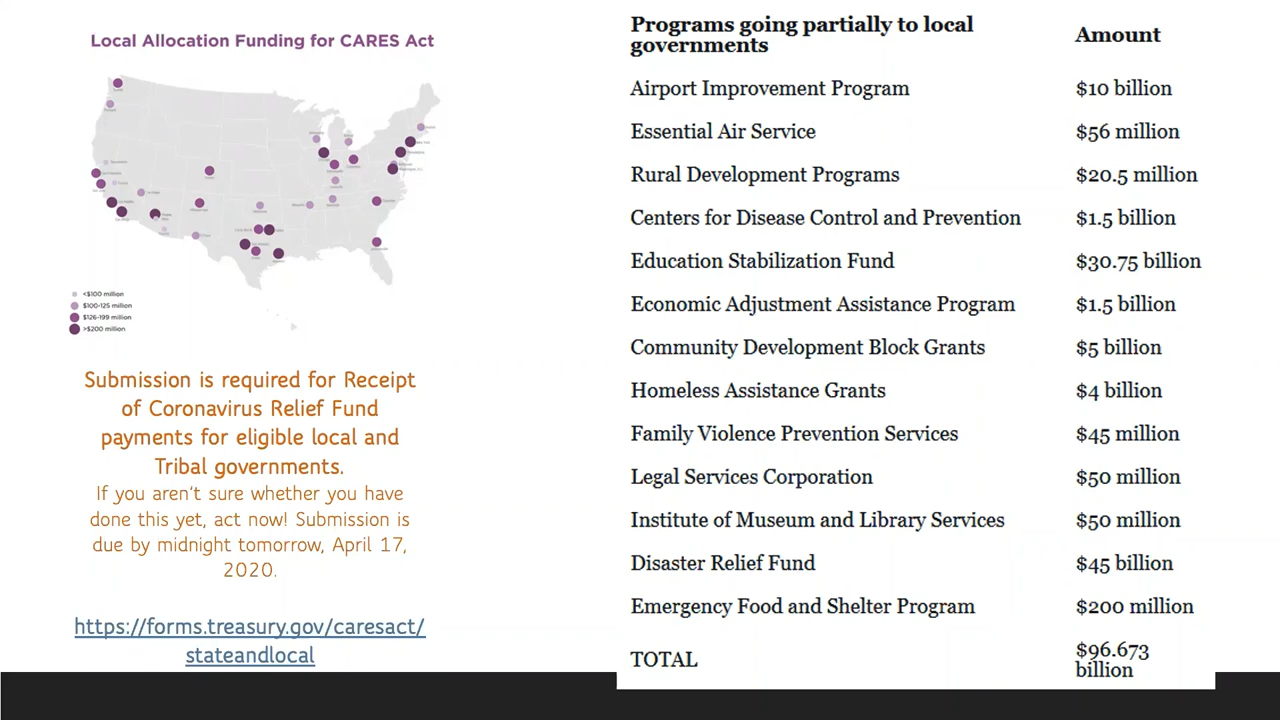 Local Allocation Funding for CARES Act
<$100 million
$100-125 million
$126-199 million
>$200 million
Submission is required for Receipt
of Coronavirus Relief Fund
payments for eligible local and
Tribal governments.
If you aren't sure whether you have
done this yet, act now! Submission is
due by midnight tomorrow, April 17,
2020.
https://forms.treasury.gov/caresact/
stateandlocal
Programs going partially to local
governments
Amount
Airport Improvement Program $10 billion
Essential Air Service $56 million
Rural Development Programs $20.5 million
Centers for Disease Control and Prevention $1.5 billion
Education Stabilization Fund $30.75 billion
Economic Adjustment Assistance Program $1.5 billion
Community Development Block Grants $5 billion
Homeless Assistance Grants $4 billion
Family Violence Prevention Services $45 million
Legal Services Corporation $50 million
Institute of Museum and Library Services $50 million
Disaster Relief Fund $45 billion
Emergency Food and Shelter Program $200 million
TOTAL $96.673
billion